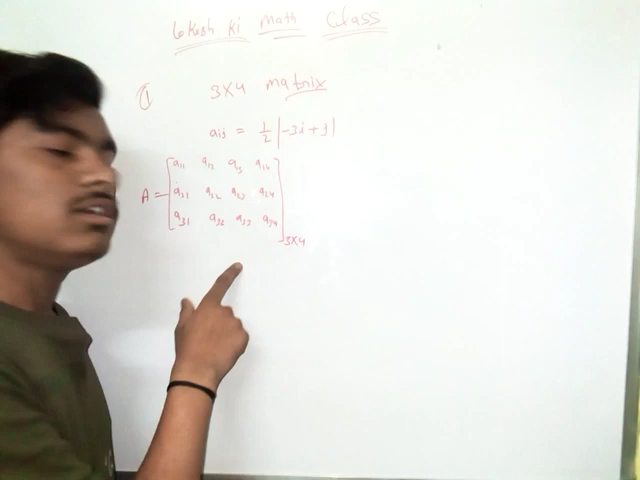 Lokesh ki math Class
① 3×4 matrix
aij = 1/2 |-3i+j|
A = [a11 a12 a13 a14
a21 a22 a23 a24
a31 a32 a33 a34]3×4